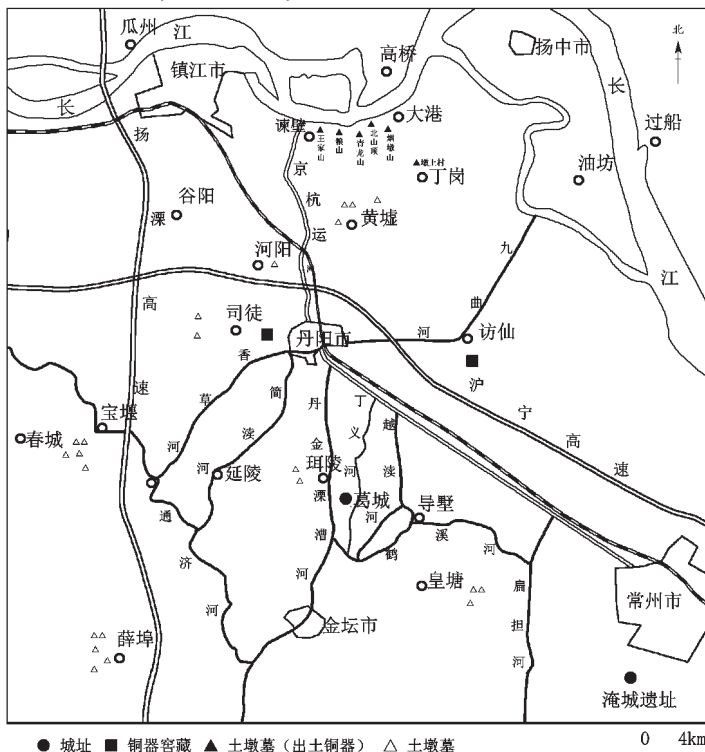 瓜州
江
高桥
扬中市
北
镇江市
长
长
大港
过船
谏壁
王家山
粮山
青龙山
北山顶
烟墩山
扬
京
墩上村
丁岗
油坊
谷阳
溧
杭
黄墟
运
九
河阳
河
曲
江
高
司徒
丹阳市
河
访仙
香
沪
速
草
简
丹
丁
越
宁
宝堰
渎
金
义
高
春城
河
河
延陵
珥陵
河
渎
速
溧
葛城
导墅
通
漕
河
溪
济
鹤
河
河
河
皇塘
扁
担
河
常州市
金坛市
薛埠
淹城遗址
城址 铜器窖藏 土墩墓（出土铜器） 土墩墓 0 4km